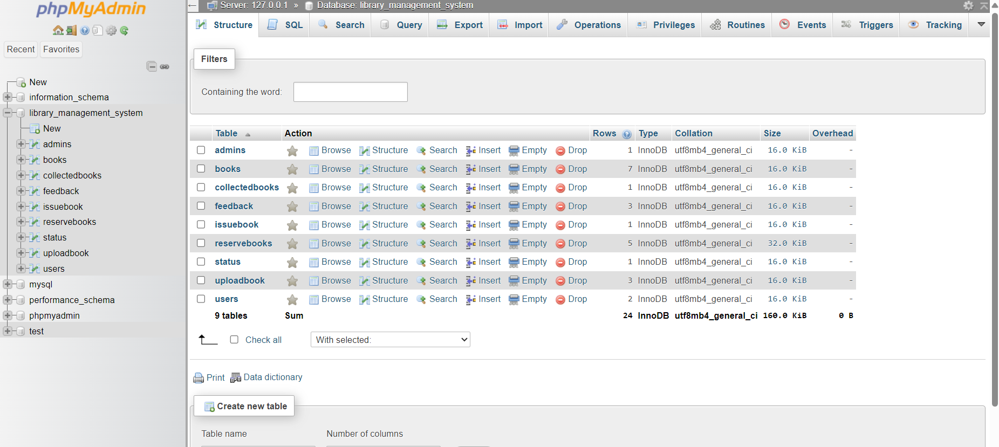 phpMyAdmin
Recent Favorites
New
information_schema
library_management_system
New
admins
books
collectedbooks
feedback
issuebook
reservebooks
status
uploadbook
users
mysql
performance_schema
phpmyadmin
test
Server: 127.0.0.1 » Database: library_management_system
Structure SQL Search Query Export Import Operations Privileges Routines Events Triggers Tracking
Filters
Containing the word:
Table Action Rows Type Collation Size Overhead
admins Browse Structure Search Insert Empty Drop 1 InnoDB utf8mb4_general_ci 16.0 KiB -
books Browse Structure Search Insert Empty Drop 7 InnoDB utf8mb4_general_ci 16.0 KiB -
collectedbooks Browse Structure Search Insert Empty Drop 1 InnoDB utf8mb4_general_ci 16.0 KiB -
feedback Browse Structure Search Insert Empty Drop 3 InnoDB utf8mb4_general_ci 16.0 KiB -
issuebook Browse Structure Search Insert Empty Drop 1 InnoDB utf8mb4_general_ci 16.0 KiB -
reservebooks Browse Structure Search Insert Empty Drop 5 InnoDB utf8mb4_general_ci 32.0 KiB -
status Browse Structure Search Insert Empty Drop 1 InnoDB utf8mb4_general_ci 16.0 KiB -
uploadbook Browse Structure Search Insert Empty Drop 3 InnoDB utf8mb4_general_ci 16.0 KiB -
users Browse Structure Search Insert Empty Drop 2 InnoDB utf8mb4_general_ci 16.0 KiB -
9 tables Sum 24 InnoDB utf8mb4_general_ci 160.0 KiB 0 B
Check all With selected:
Print Data dictionary
Create new table
Table name Number of columns